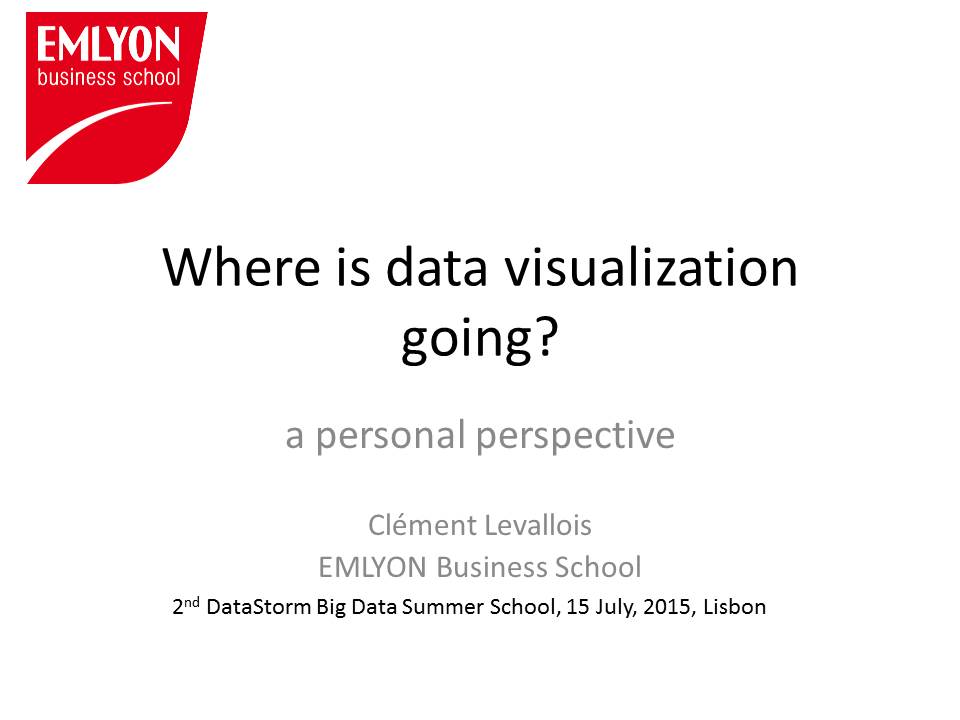 EMLYON
business school
Where is data visualization
going?
a personal perspective
Clément Levallois
EMLYON Business School
2nd DataStorm Big Data Summer School, 15 July, 2015, Lisbon